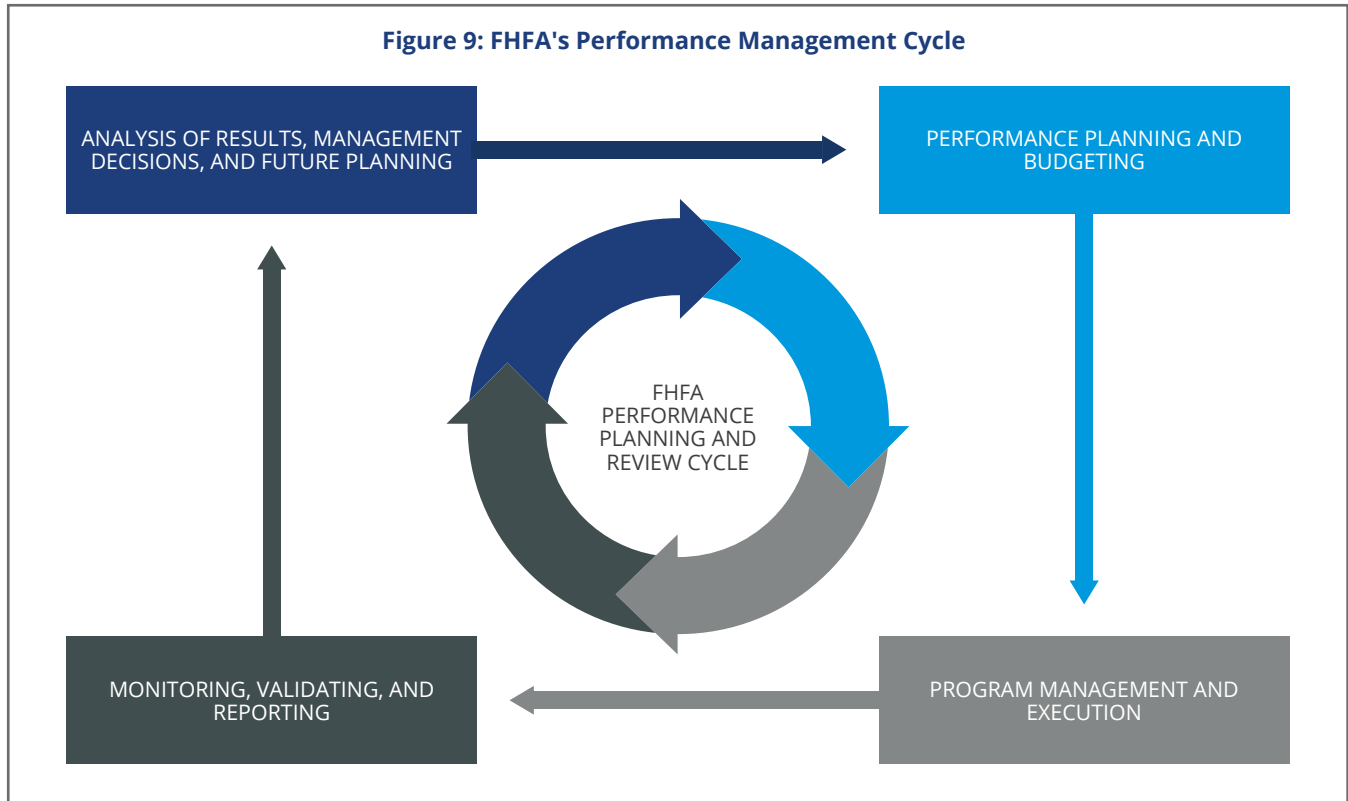 Figure 9: FHFA's Performance Management Cycle
ANALYSIS OF RESULTS, MANAGEMENT
DECISIONS, AND FUTURE PLANNING
PERFORMANCE PLANNING AND
BUDGETING
FHFA
PERFORMANCE
PLANNING AND
REVIEW CYCLE
MONITORING, VALIDATING, AND
REPORTING
PROGRAM MANAGEMENT AND
EXECUTION